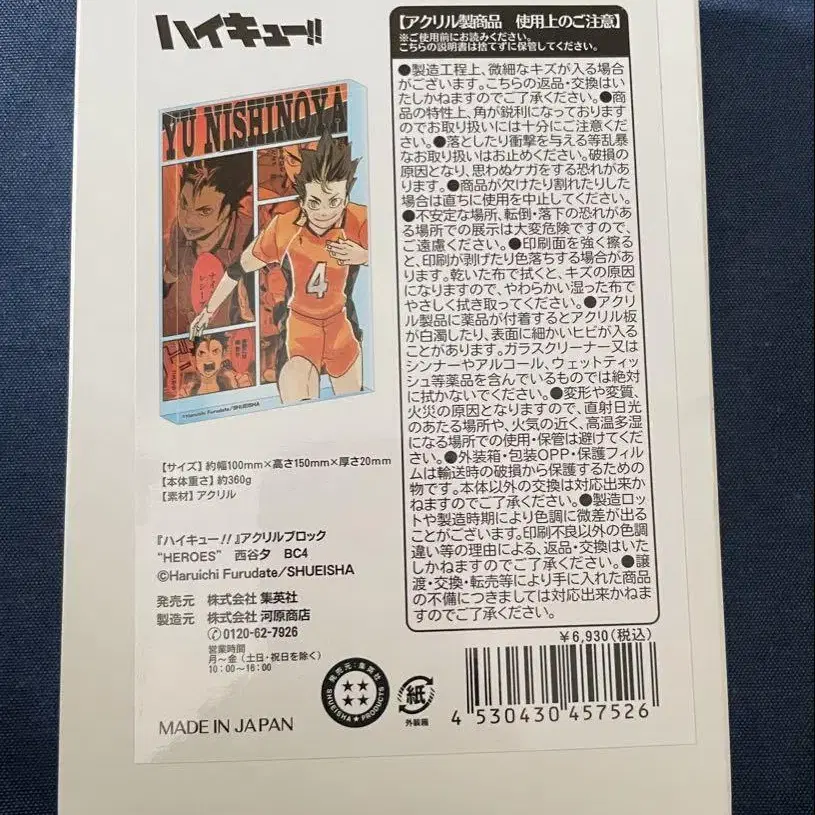 ハイキュー!!
YU NISHINOYA
4
©Haruichi Furudate/SHUEISHA
【サイズ】約幅100mm×高さ150mm×厚さ20mm
【本体重さ】約360g
【素材】アクリル
『ハイキュー!!』アクリルブロック
"HEROES" 西谷夕 BC4
©Haruichi Furudate/SHUEISHA
発売元 株式会社 集英社
製造元 株式会社 河原商店
0120-62-7926
営業時間
月～金(土日・祝日を除く)
10:00～16:00
MADE IN JAPAN
【アクリル製商品 使用上のご注意】
※ご使用前にお読みください。
こちらの説明書は捨てずに保管してください。
●製造工程上、微細なキズが入る場合
がございます。こちらの返品・交換はい
たしかねますのでご了承ください。●商
品の特性上、角が鋭利になっております
のでお取り扱いには十分にご注意くだ
さい。●落としたり衝撃を与える等乱暴
なお取り扱いはお止めください。破損の
原因となり、思わぬケガをする恐れがあ
ります。●商品が欠けたり割れたりした
場合は直ちに使用を中止してください。
●不安定な場所、転倒・落下の恐れがあ
る場所での展示は大変危険ですので、
ご遠慮ください。●印刷面を強く擦る
と、印刷が剥げたり色落ちする場合があ
ります。乾いた布で拭くと、キズの原因
になりますので、やわらかい湿った布で
やさしく拭き取ってください。●アクリ
ル製品に薬品が付着するとアクリル板
が白濁したり、表面に細かいヒビが入る
ことがあります。ガラスクリーナー又は
シンナーやアルコール、ウェットティッ
シュ等薬品を含んでいるものでは絶対
に拭かないでください。●変形や変質、
火災の原因となりますので、直射日光
のあたる場所や、火気の近く、高温多湿
になる場所での使用・保管は避けてくだ
さい。●外装箱・包装OPP・保護フィル
ムは輸送時の破損から保護するための
物です。本体以外の交換は対応出来か
ねますのでご了承ください。●製造ロッ
トや製造時期により色調に微差が出る
ことがございます。印刷不良以外の色調
違い等の理由による、返品・交換はいた
しかねますのでご了承ください。●譲
渡・交換・転売等により手に入れた商品
の不備につきましては対応出来かねま
すのでご了承ください。
¥6,930(税込)
発売元:集英社
SHUEISHA★PRODUCTS
紙
外装箱
4 530430 457526